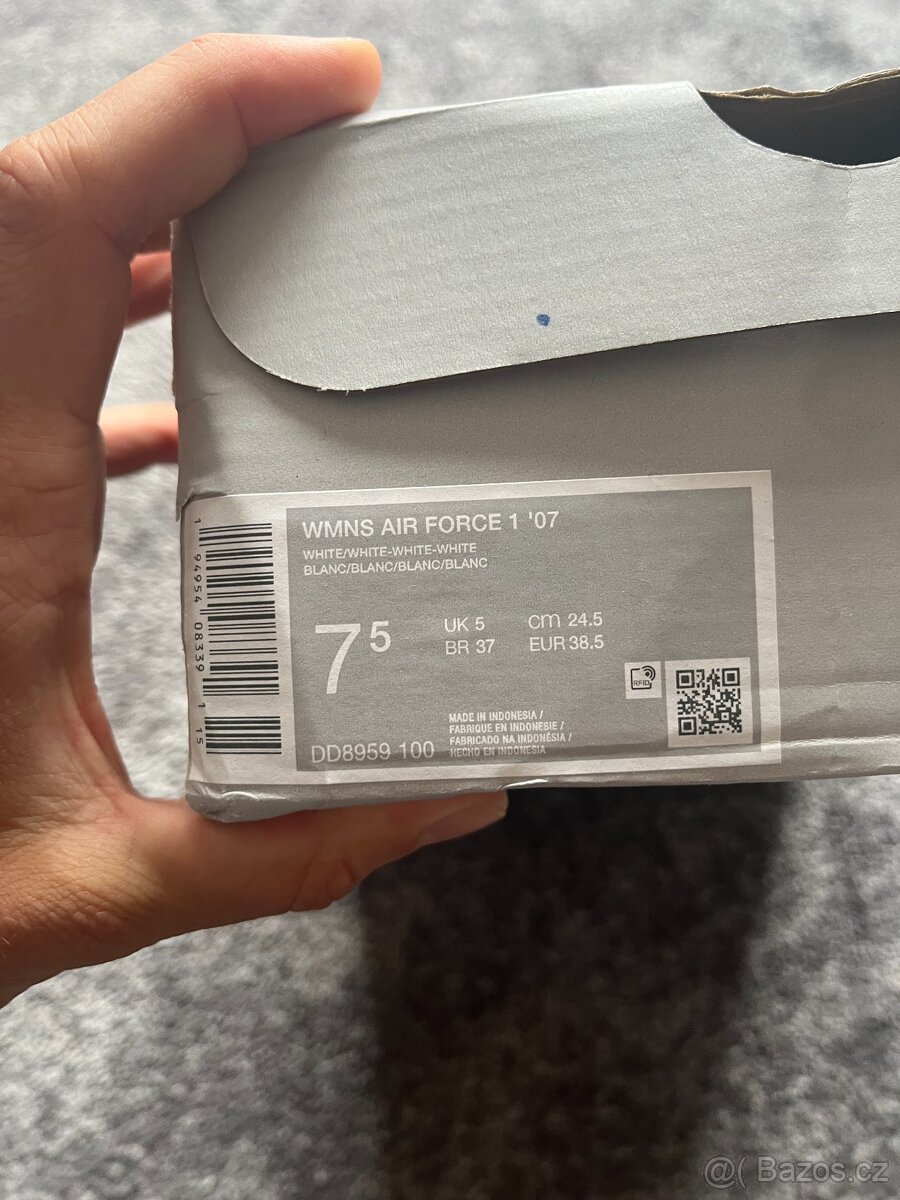 WMNS AIR FORCE 1 '07
WHITE/WHITE-WHITE-WHITE
BLANC/BLANC/BLANC/BLANC
7 5
UK 5 cm 24.5
BR 37 EUR 38.5
RFID
MADE IN INDONESIA /
FABRIQUE EN INDONESIE /
FABRICADO NA INDONÉSIA /
HECHO EN INDONESIA
DD8959 100
1 94954 08339 1 15
@( Bazos.cz